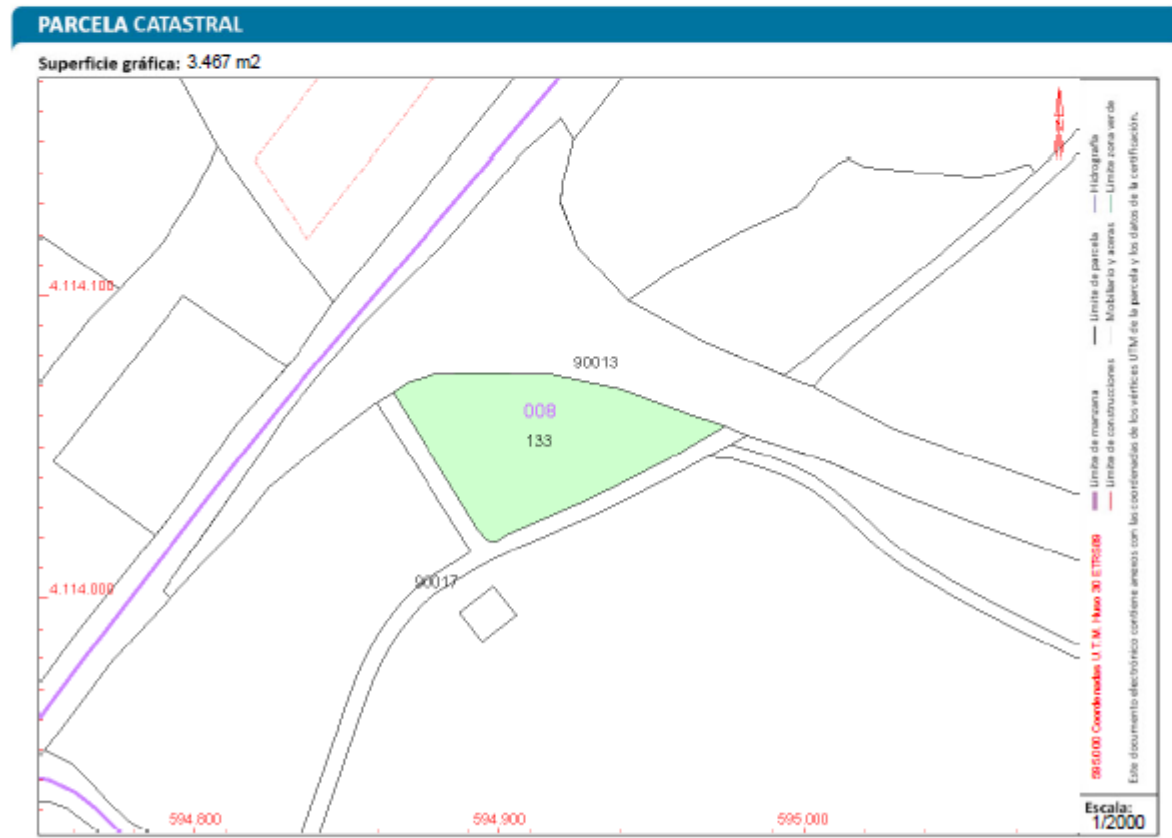 PARCELA CATASTRAL
Superficie gráfica: 3.467 m2
4.114.100
90013
008
133
4.114.000
90017
594.800
594.900
595.000
Límite de manzana
Límite de parcela
Hidrografía
Límite de construcciones
Mobiliario y aceras
Límite zona verde
595.000 Coordenadas U.T.M. Huso 30 ETRS89
Este documento electrónico contiene anexos con las coordenadas de los vértices UTM de la parcela y los datos de la certificación.
Escala:
1/2000